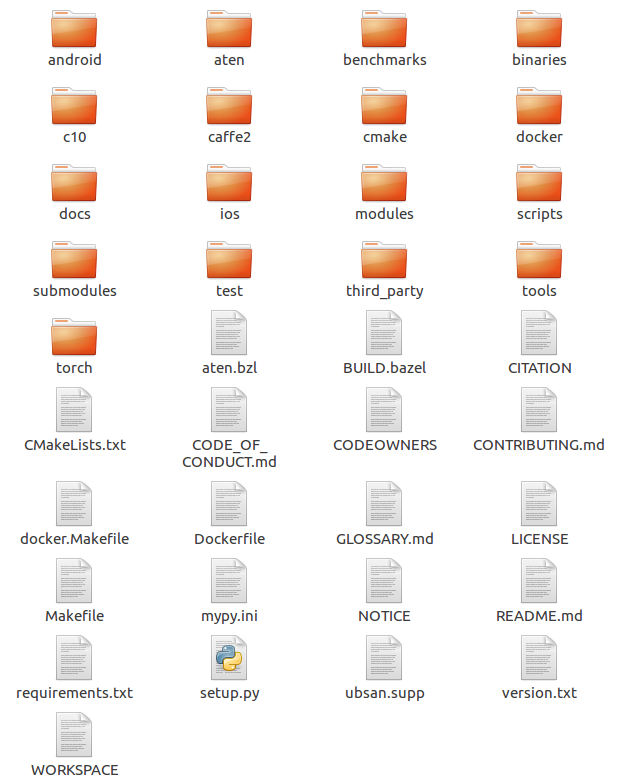 android
aten
benchmarks
binaries
c10
caffe2
cmake
docker
docs
ios
modules
scripts
submodules
test
third_party
tools
torch
aten.bzl
BUILD.bazel
CITATION
CMakeLists.txt
CODE_OF_
CONDUCT.md
CODEOWNERS
CONTRIBUTING.md
docker.Makefile
Dockerfile
GLOSSARY.md
LICENSE
Makefile
mypy.ini
NOTICE
README.md
requirements.txt
setup.py
ubsan.supp
version.txt
WORKSPACE